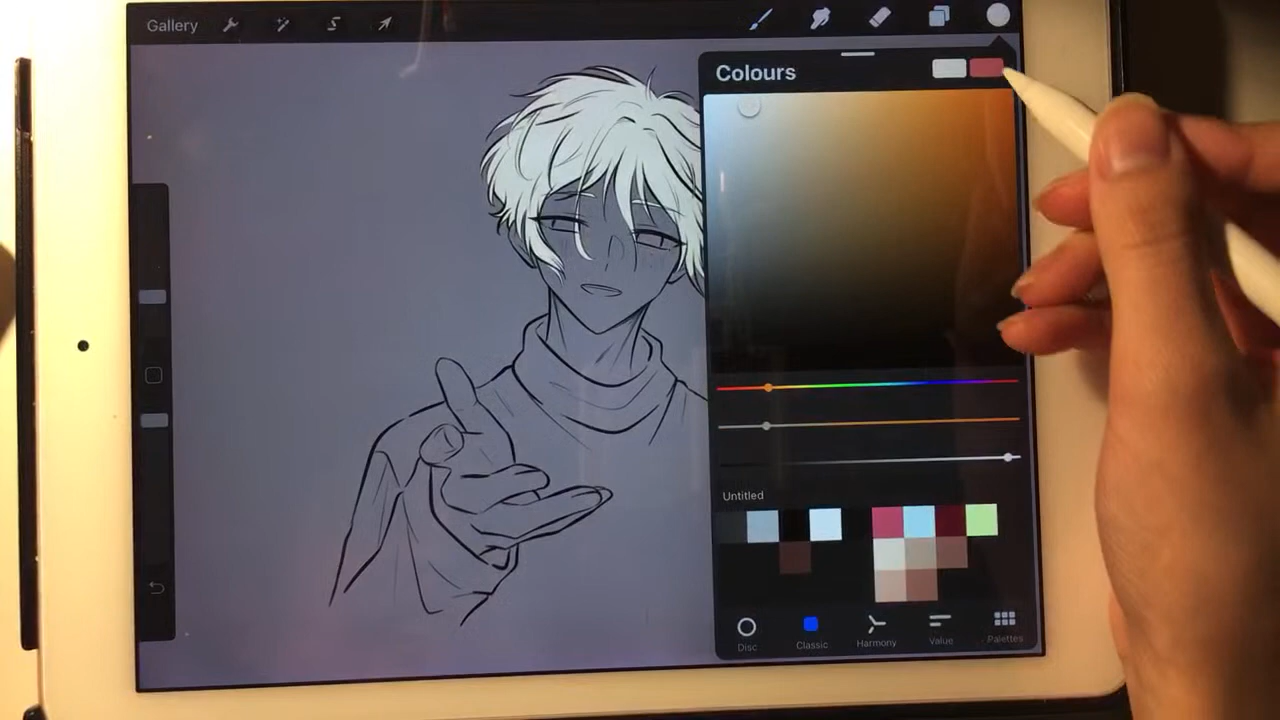 Gallery
Colours
Untitled
Disc
Classic
Harmony
Value
Palettes